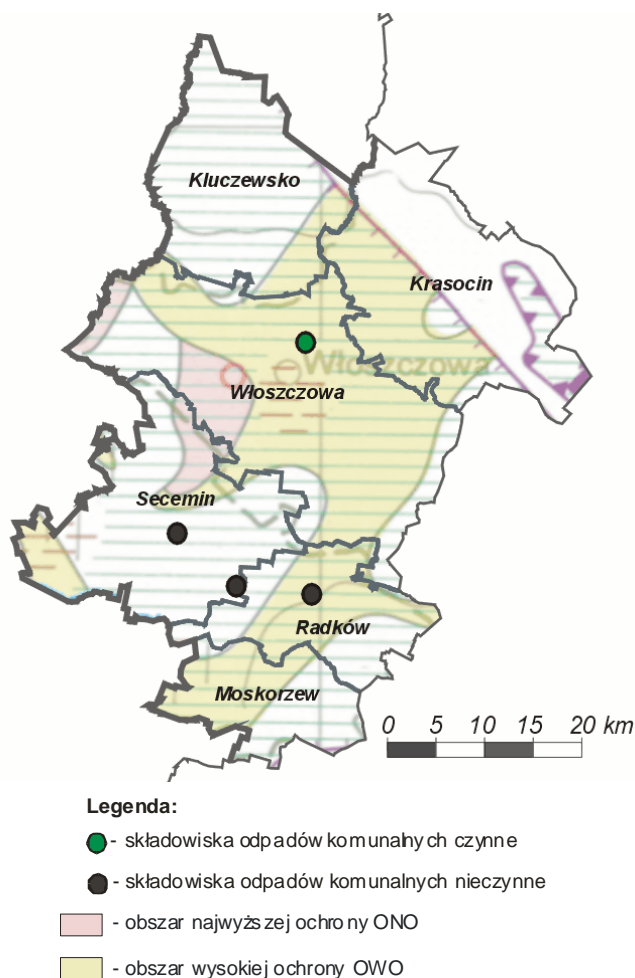 Kluczewsko
Krasocin
Włoszczowa
Włoszczowa
Secemin
Radków
Moskorzew
0 5 10 15 20 km
Legenda:
- składowiska odpadów komunalnych czynne
- składowiska odpadów komunalnych nieczynne
- obszar najwyższej ochrony ONO
- obszar wysokiej ochrony OWO